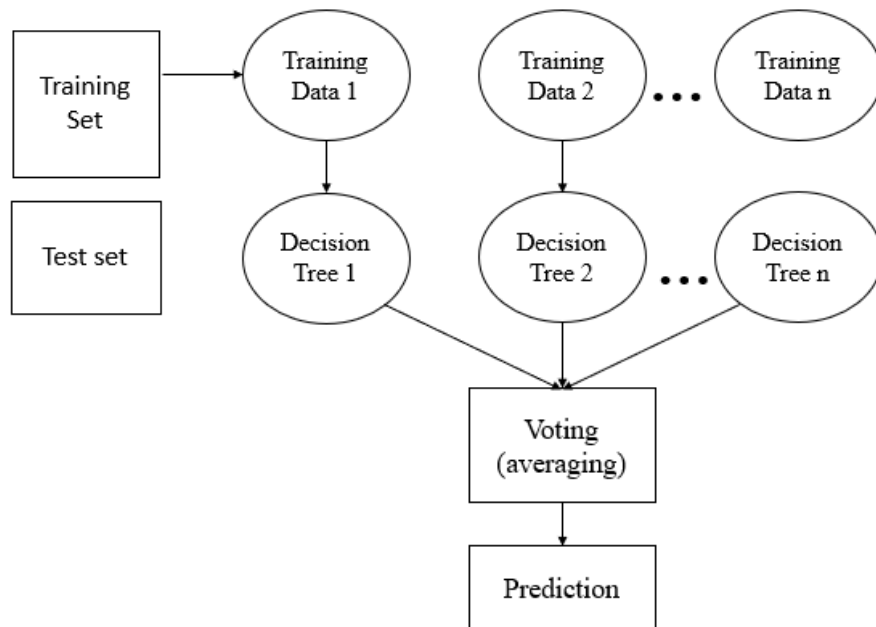 Training
Set
Training
Data 1
Training
Data 2
...
Training
Data n
Test set
Decision
Tree 1
Decision
Tree 2
...
Decision
Tree n
Voting
(averaging)
Prediction